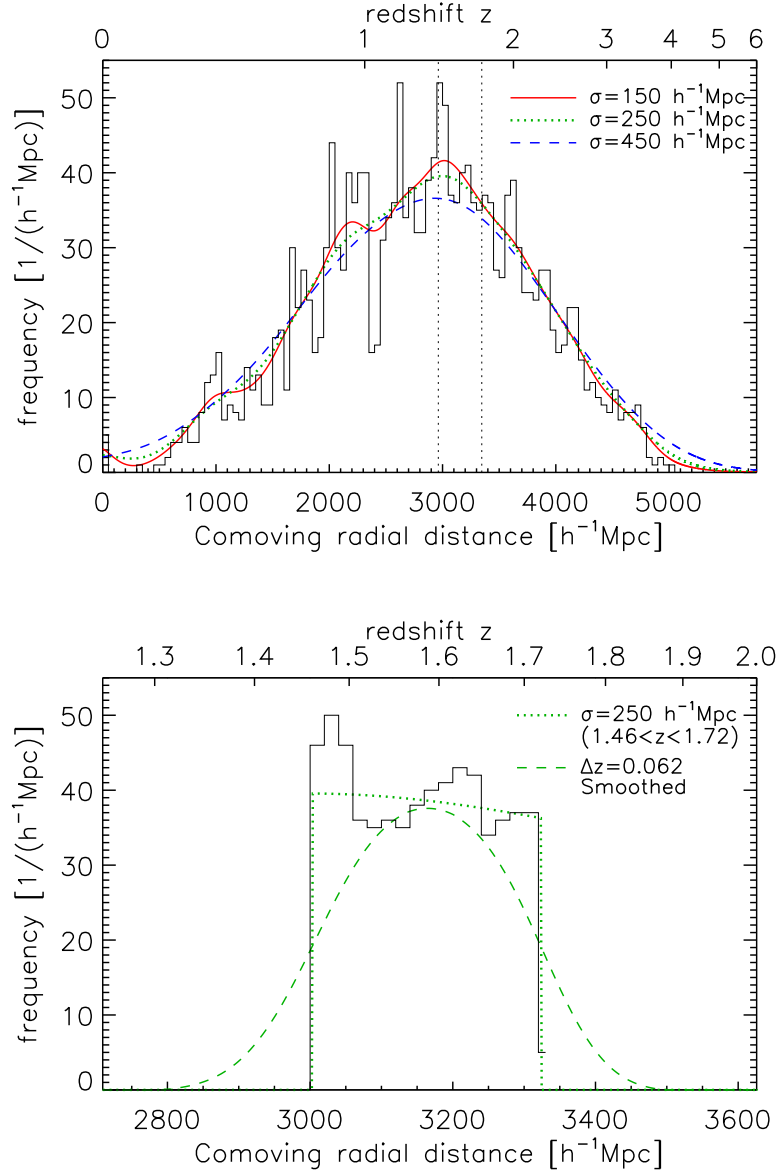 redshift z
0 1 2 3 4 5 6
frequency [1/(h⁻¹Mpc)]
50
40
30
20
10
0
σ=150 h⁻¹Mpc
σ=250 h⁻¹Mpc
σ=450 h⁻¹Mpc
0 1000 2000 3000 4000 5000
Comoving radial distance [h⁻¹Mpc]
redshift z
1.3 1.4 1.5 1.6 1.7 1.8 1.9 2.0
frequency [1/(h⁻¹Mpc)]
50
40
30
20
10
0
σ=250 h⁻¹Mpc
(1.46<z<1.72)
Δz=0.062
Smoothed
2800 3000 3200 3400 3600
Comoving radial distance [h⁻¹Mpc]